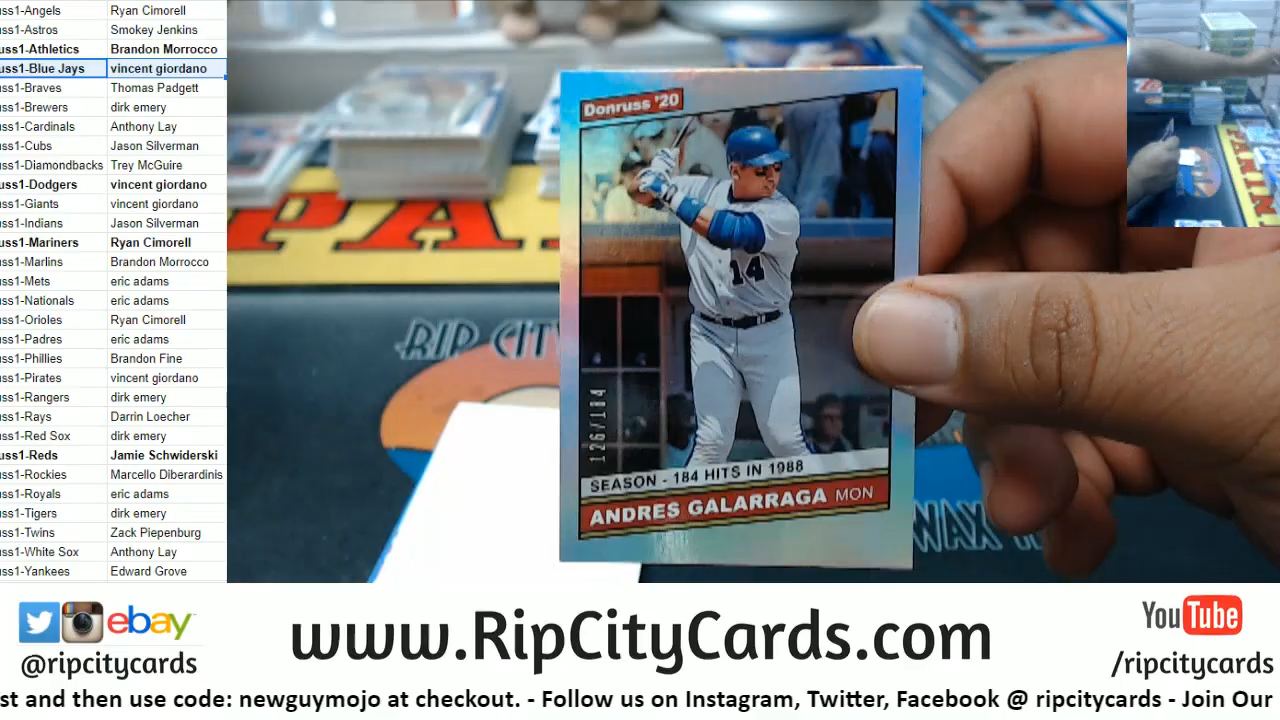 uss1-Angels Ryan Cimorell
uss1-Astros Smokey Jenkins
uss1-Athletics Brandon Morrocco
uss1-Blue Jays vincent giordano
uss1-Braves Thomas Padgett
uss1-Brewers dirk emery
uss1-Cardinals Anthony Lay
uss1-Cubs Jason Silverman
uss1-Diamondbacks Trey McGuire
uss1-Dodgers vincent giordano
uss1-Giants vincent giordano
uss1-Indians Jason Silverman
uss1-Mariners Ryan Cimorell
uss1-Marlins Brandon Morrocco
uss1-Mets eric adams
uss1-Nationals eric adams
uss1-Orioles Ryan Cimorell
uss1-Padres eric adams
uss1-Phillies Brandon Fine
uss1-Pirates vincent giordano
uss1-Rangers dirk emery
uss1-Rays Darrin Loecher
uss1-Red Sox dirk emery
uss1-Reds Jamie Schwiderski
uss1-Rockies Marcello Diberardinis
uss1-Royals eric adams
uss1-Tigers dirk emery
uss1-Twins Zack Piepenburg
uss1-White Sox Anthony Lay
uss1-Yankees Edward Grove
Donruss '20
14
126/184
SEASON - 184 HITS IN 1988
ANDRES GALARRAGA MON
PA
RIP CIT
WAX
PANINI
ebay
@ripcitycards
www.RipCityCards.com
YouTube
/ripcitycards
st and then use code: newguymojo at checkout. - Follow us on Instagram, Twitter, Facebook @ ripcitycards - Join Our